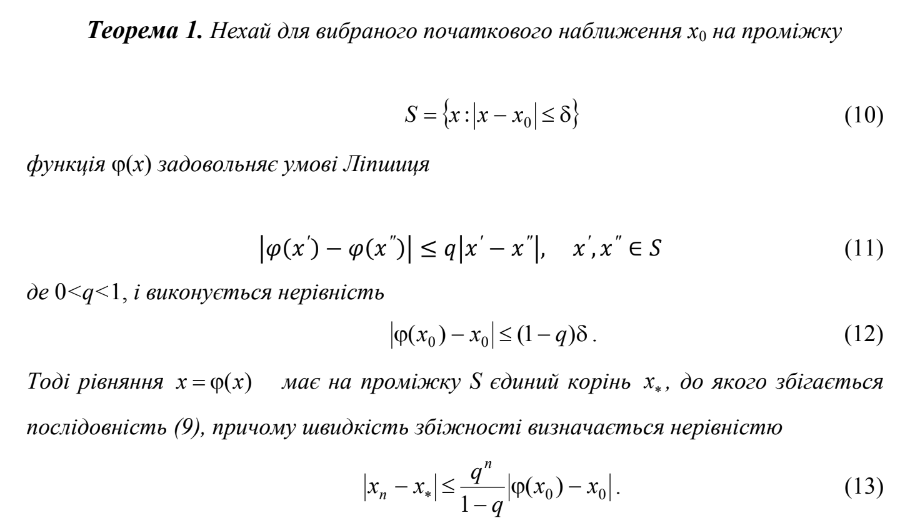 Теорема 1. Нехай для вибраного початкового наближення x₀ на проміжку
S = {x : |x − x₀| ≤ δ} (10)
функція φ(x) задовольняє умові Ліпшиця
|φ(x′) − φ(x″)| ≤ q|x′ − x″|, x′, x″ ∈ S (11)
де 0<q<1, і виконується нерівність
|φ(x₀) − x₀| ≤ (1 − q)δ . (12)
Тоді рівняння x = φ(x) має на проміжку S єдиний корінь x∗, до якого збігається
послідовність (9), причому швидкість збіжності визначається нерівністю
|xₙ − x∗| ≤ qⁿ/(1 − q) |φ(x₀) − x₀| . (13)